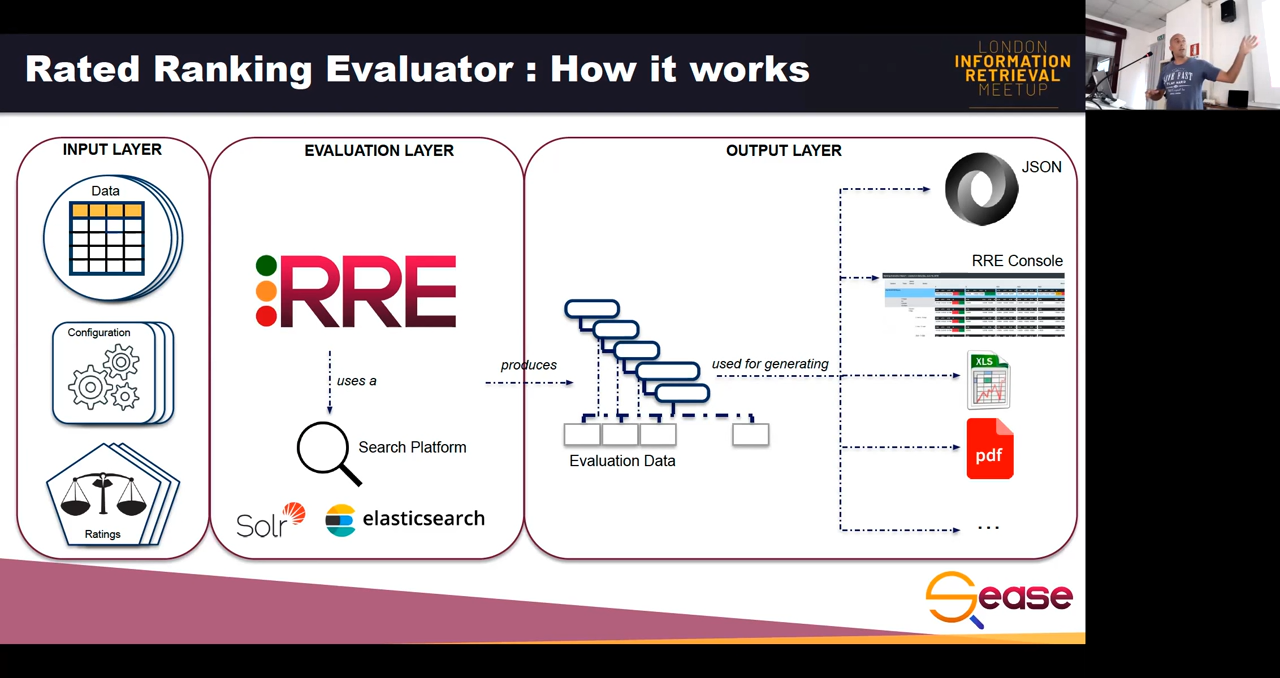 Rated Ranking Evaluator : How it works
LONDON
INFORMATION
RETRIEVAL
MEETUP
INPUT LAYER
Data
Configuration
Ratings
EVALUATION LAYER
RRE
uses a
Search Platform
Solr
elasticsearch
produces
OUTPUT LAYER
Evaluation Data
used for generating
JSON
RRE Console
XLS
pdf
...
Sease